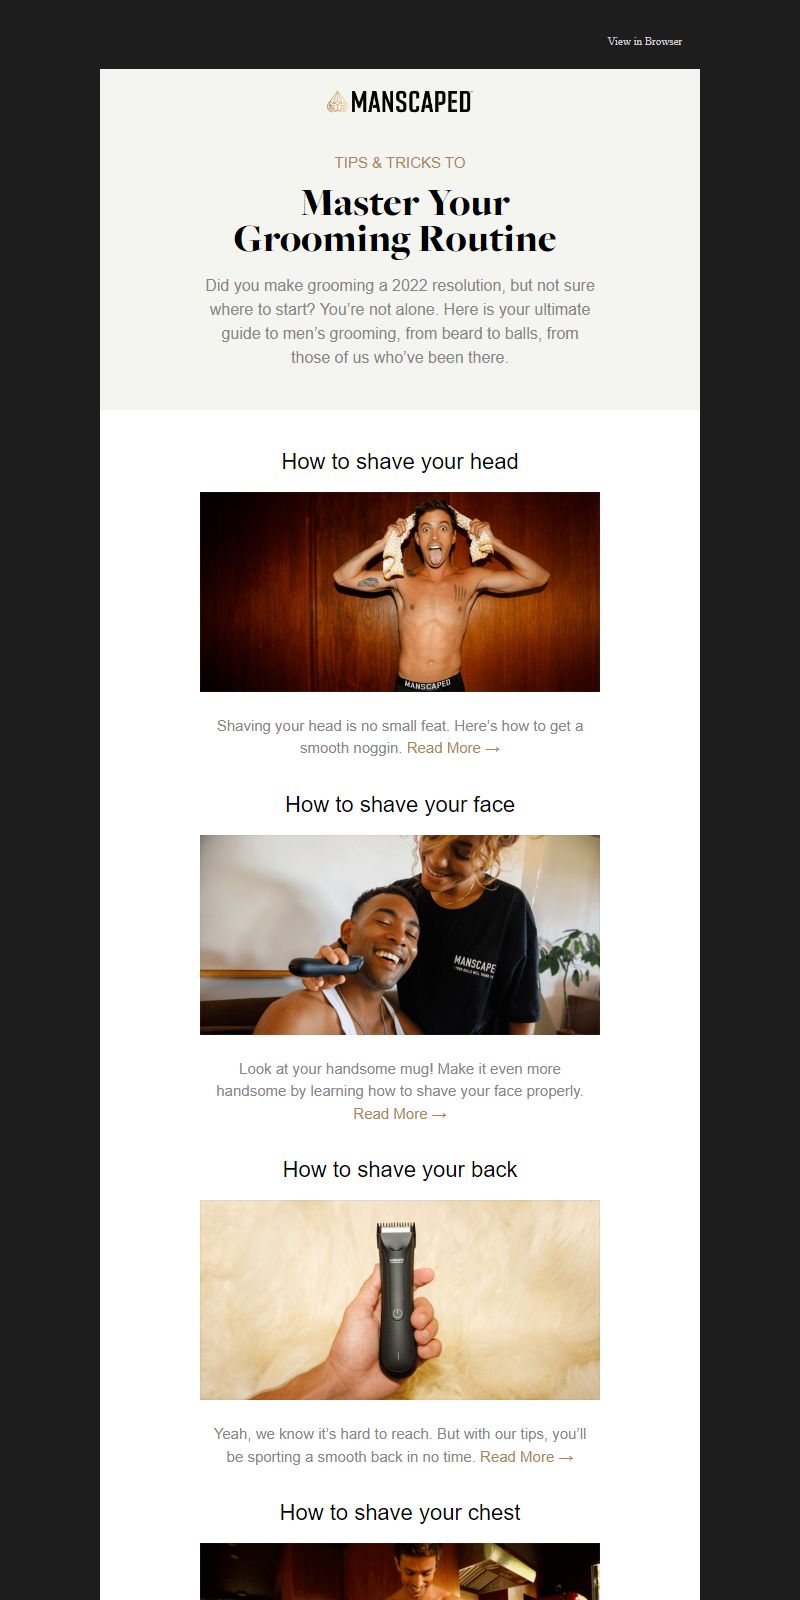 View in Browser
MANSCAPED
TIPS & TRICKS TO
Master Your
Grooming Routine
Did you make grooming a 2022 resolution, but not sure
where to start? You’re not alone. Here is your ultimate
guide to men’s grooming, from beard to balls, from
those of us who’ve been there.
How to shave your head
MANSCAPED
Shaving your head is no small feat. Here’s how to get a
smooth noggin. Read More →
How to shave your face
MANSCAPE
YOUR BALLS WILL THANK
Look at your handsome mug! Make it even more
handsome by learning how to shave your face properly.
Read More →
How to shave your back
Yeah, we know it’s hard to reach. But with our tips, you’ll
be sporting a smooth back in no time. Read More →
How to shave your chest